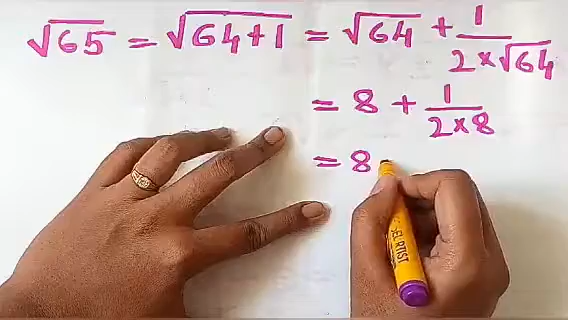 √65 = √64+1 = √64 + 1/2×√64
= 8 + 1/2×8
= 8